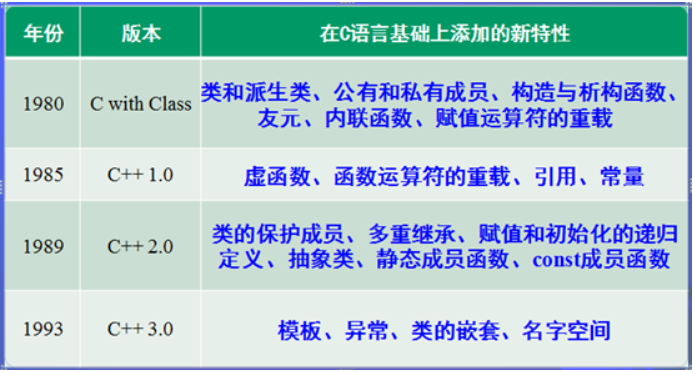 年份 版本 在C语言基础上添加的新特性
1980 C with Class 类和派生类、公有和私有成员、构造与析构函数、
友元、内联函数、赋值运算符的重载
1985 C++ 1.0 虚函数、函数运算符的重载、引用、常量
1989 C++ 2.0 类的保护成员、多重继承、赋值和初始化的递归
定义、抽象类、静态成员函数、const成员函数
1993 C++ 3.0 模板、异常、类的嵌套、名字空间